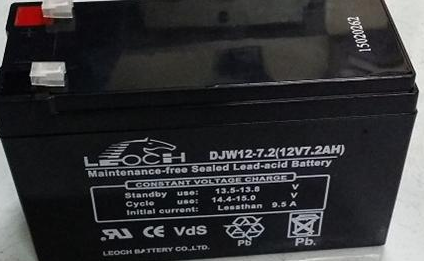 15020262
LEOCH
DJW12-7.2(12V7.2AH)
Maintenance-free Sealed Lead-acid Battery
CONSTANT VOLTAGE CHARGE
Standby use: 13.5-13.8 V
Cycle use: 14.4-15.0 V
Initial current: Lessthan 9.5 A
CE VdS
Pb
Pb.
LEOCH BATTERY CO.,LTD.